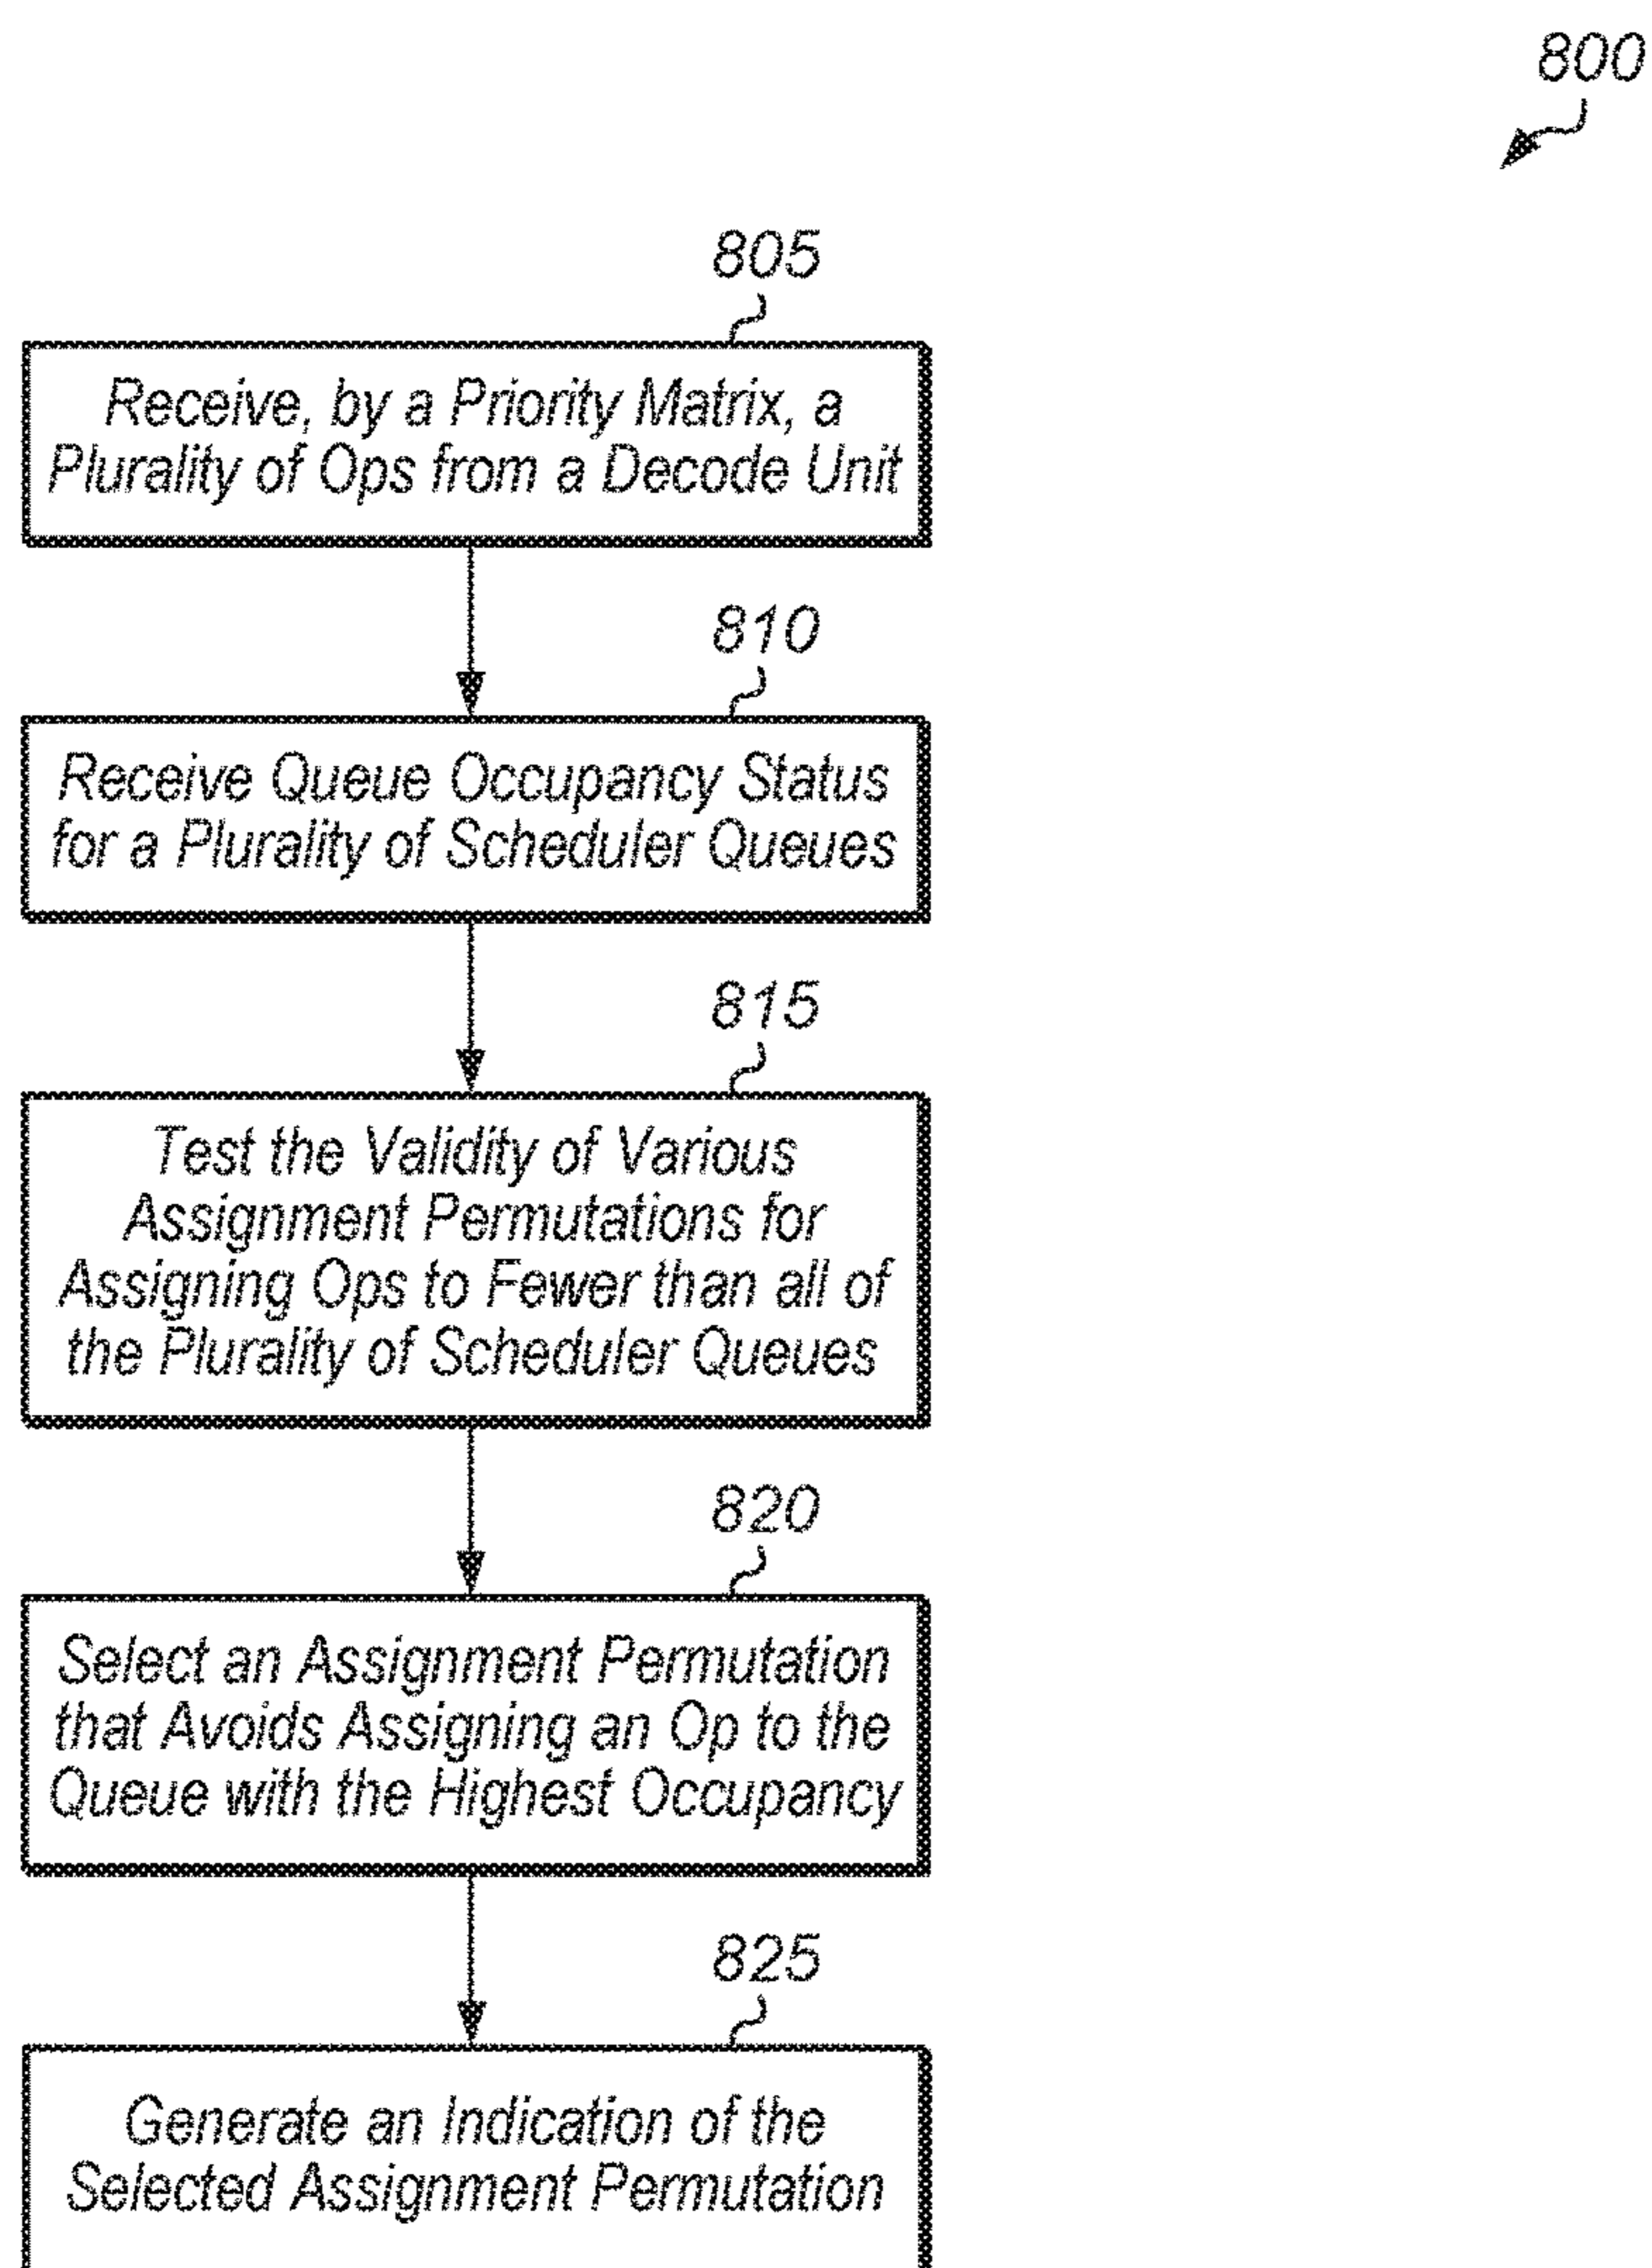 800
805
Receive, by a Priority Matrix, a
Plurality of Ops from a Decode Unit
810
Receive Queue Occupancy Status
for a Plurality of Scheduler Queues
815
Test the Validity of Various
Assignment Permutations for
Assigning Ops to Fewer than all of
the Plurality of Scheduler Queues
820
Select an Assignment Permutation
that Avoids Assigning an Op to the
Queue with the Highest Occupancy
825
Generate an Indication of the
Selected Assignment Permutation